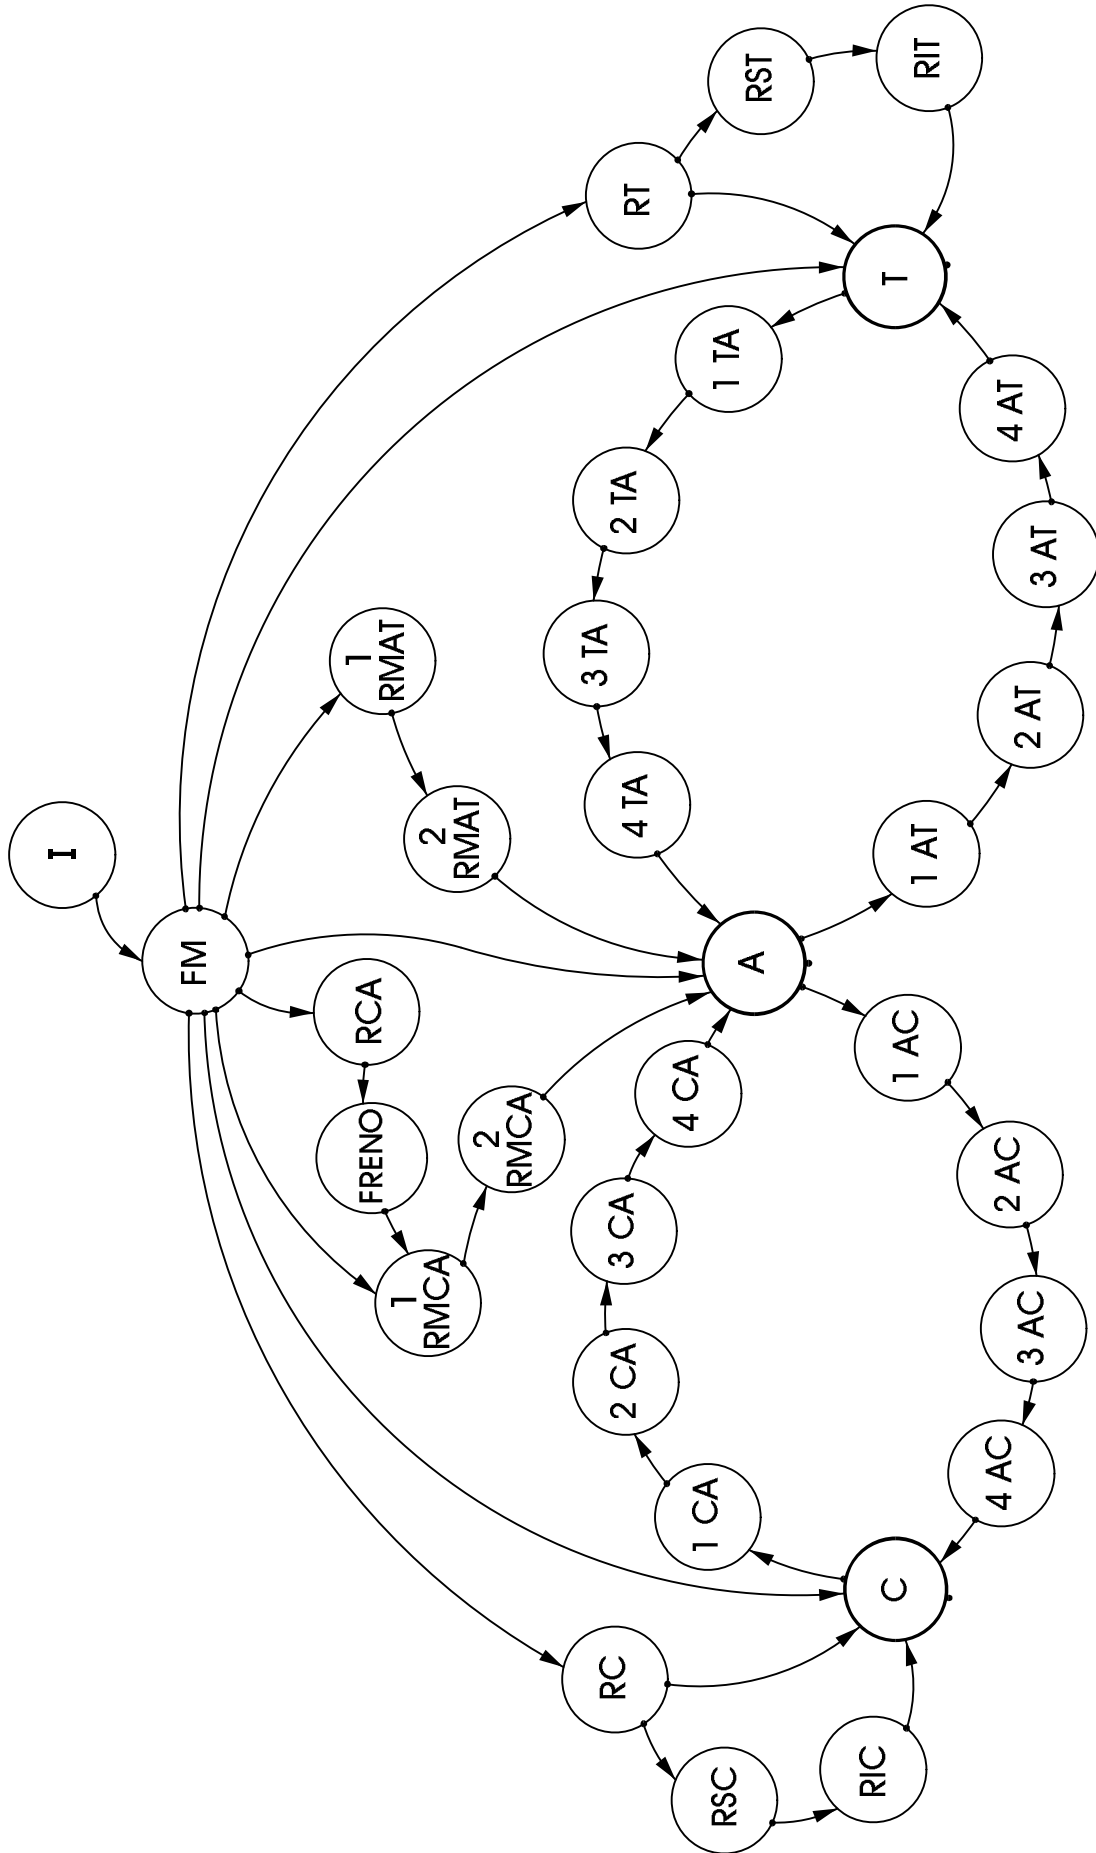 I
FM
FRENO
RCA
1
RMAT
1
RMCA
2
RMAT
2
RMCA
RC
2 CA
3 CA
4 TA
3 TA
2 TA
RT
RSC
1 CA
4 CA
A
1 TA
RST
RIC
C
1 AC
1 AT
T
RIT
4 AC
3 AC
2 AC
2 AT
3 AT
4 AT